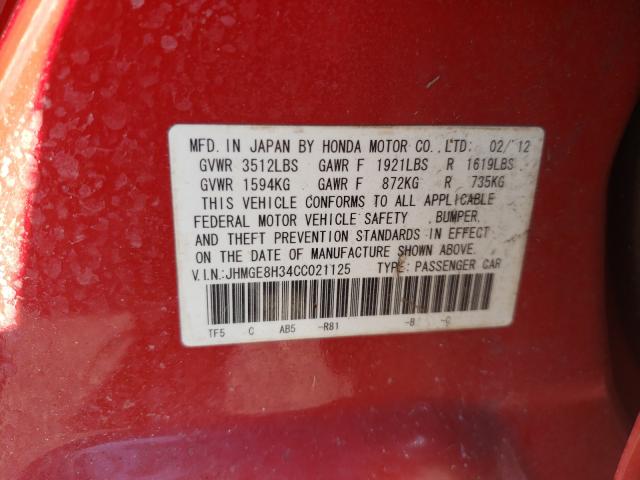 MFD. IN JAPAN BY HONDA MOTOR CO.,LTD: 02/'12
GVWR 3512LBS GAWR F 1921LBS R 1619LBS
GVWR 1594KG GAWR F 872KG R 735KG
THIS VEHICLE CONFORMS TO ALL APPLICABLE
FEDERAL MOTOR VEHICLE SAFETY , BUMPER,
AND THEFT PREVENTION STANDARDS IN EFFECT
ON THE DATE OF MANUFACTURE SHOWN ABOVE.
V.I.N.:JHMGE8H34CC021125 TYPE: PASSENGER CAR
TF5 C AB5 -R81 -B -C